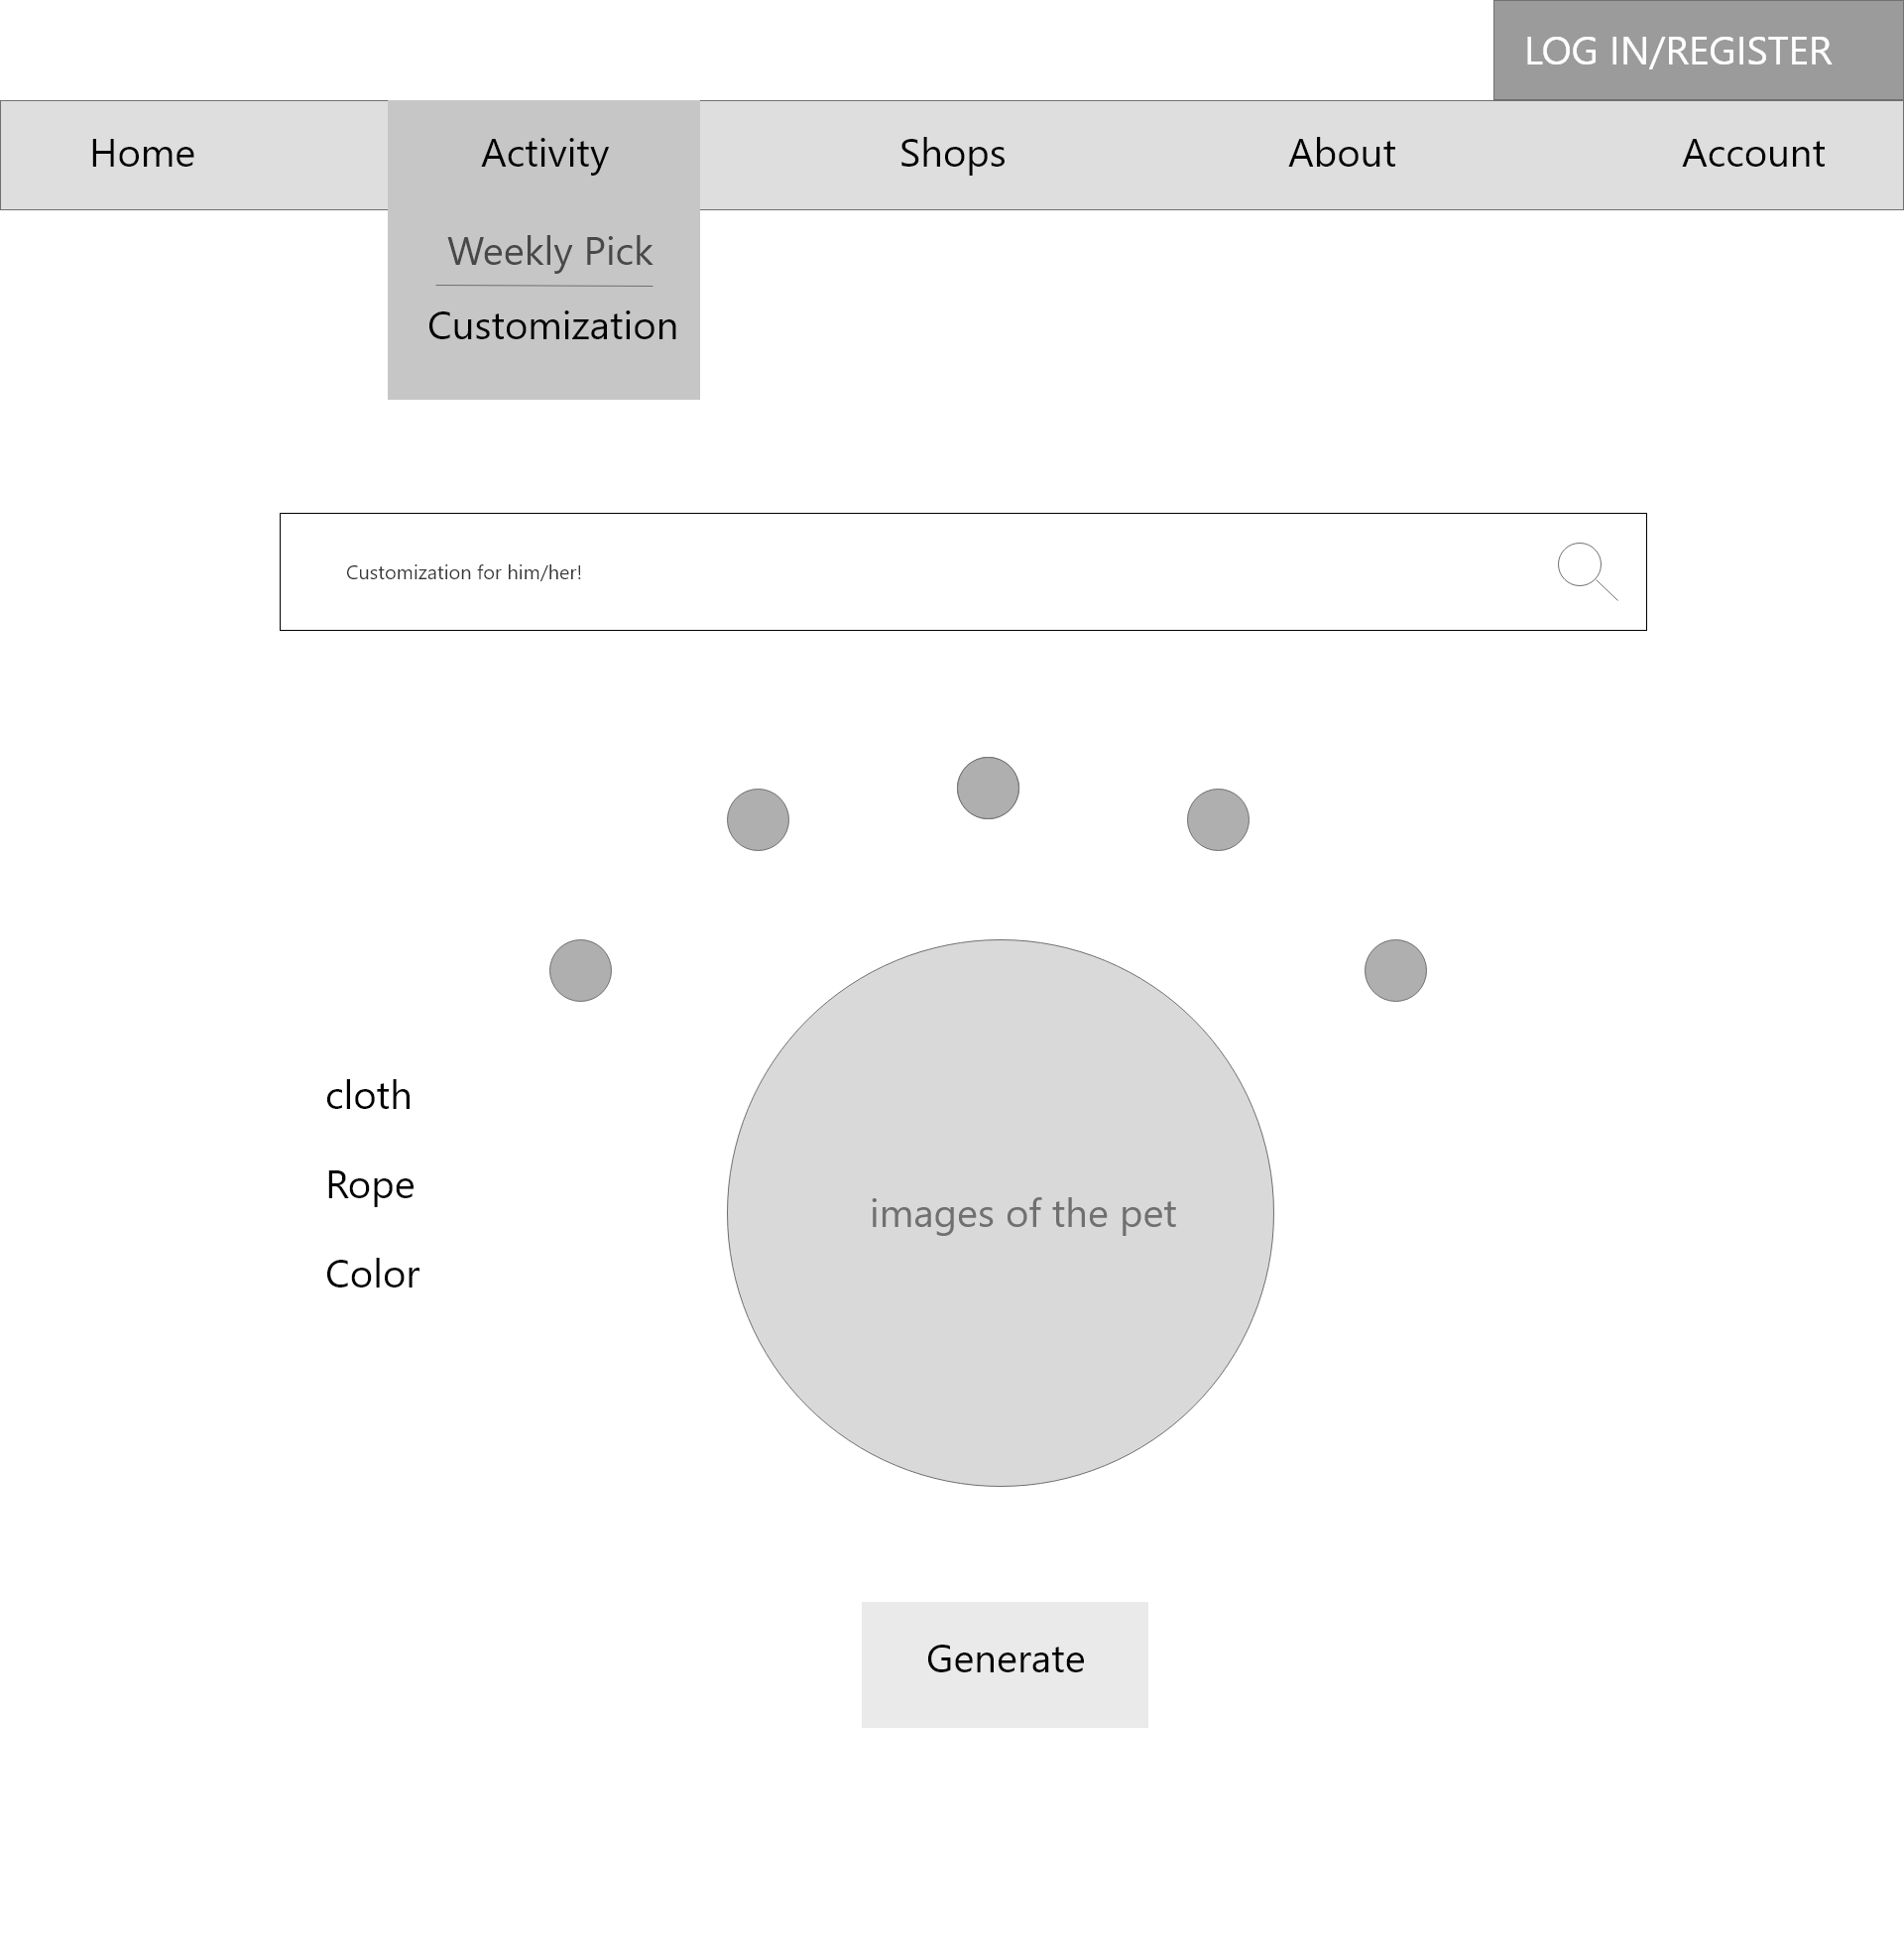 LOG IN/REGISTER
Home Activity Shops About Account
Weekly Pick
Customization
Customization for him/her!
cloth
Rope
Color
images of the pet
Generate